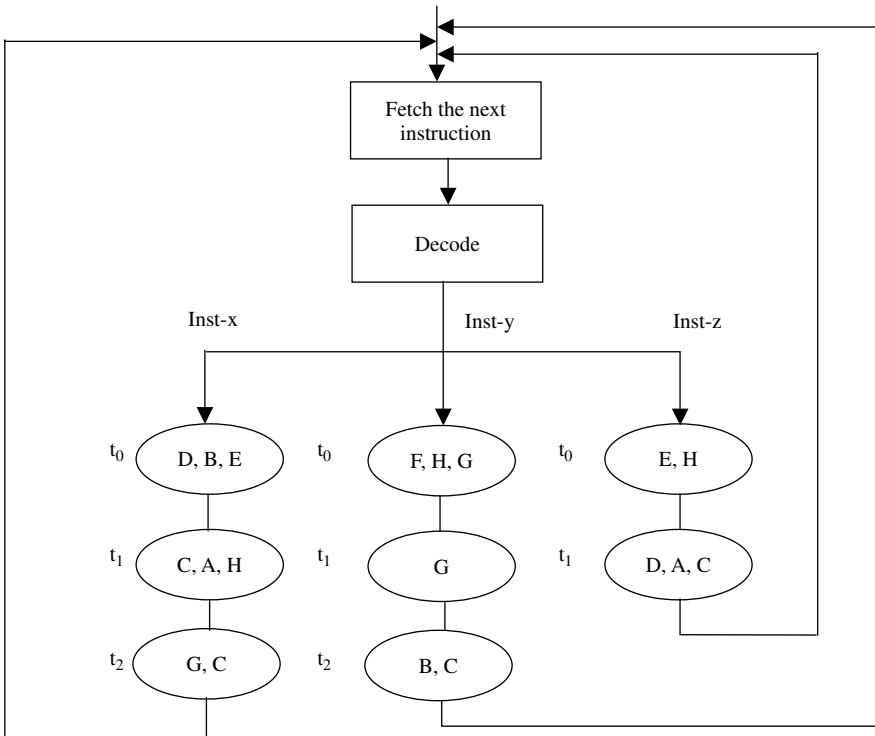 Fetch the next
instruction
Decode
Inst-x
Inst-y
Inst-z
t₀
D, B, E
t₀
F, H, G
t₀
E, H
t₁
C, A, H
t₁
G
t₁
D, A, C
t₂
G, C
t₂
B, C